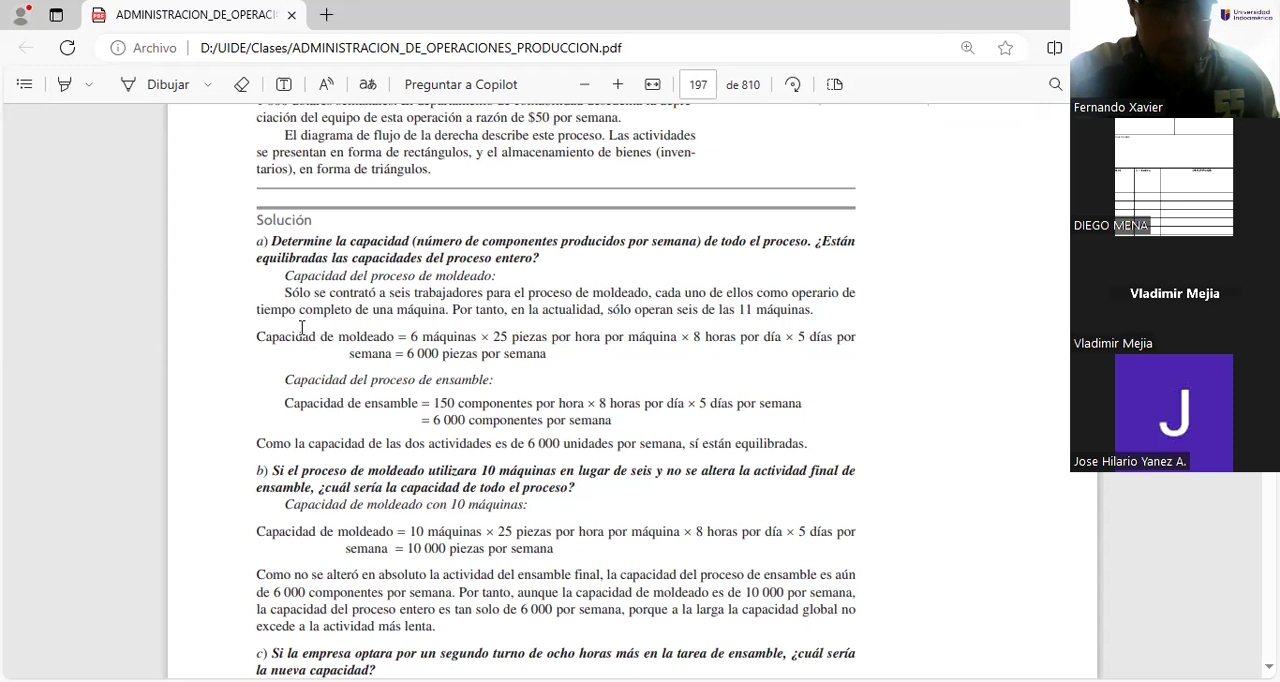 ADMINISTRACION_DE_OPERACI
Archivo
D:/UIDE/Clases/ADMINISTRACION_DE_OPERACIONES_PRODUCCION.pdf
Dibujar
Preguntar a Copilot
197 de 810
ciación del equipo de esta operación a razón de $50 por semana.
El diagrama de flujo de la derecha describe este proceso. Las actividades
se presentan en forma de rectángulos, y el almacenamiento de bienes (inven-
tarios), en forma de triángulos.
Solución
a) Determine la capacidad (número de componentes producidos por semana) de todo el proceso. ¿Están
equilibradas las capacidades del proceso entero?
Capacidad del proceso de moldeado:
Sólo se contrató a seis trabajadores para el proceso de moldeado, cada uno de ellos como operario de
tiempo completo de una máquina. Por tanto, en la actualidad, sólo operan seis de las 11 máquinas.
Capacidad de moldeado = 6 máquinas × 25 piezas por hora por máquina × 8 horas por día × 5 días por
semana = 6 000 piezas por semana
Capacidad del proceso de ensamble:
Capacidad de ensamble = 150 componentes por hora × 8 horas por día × 5 días por semana
= 6 000 componentes por semana
Como la capacidad de las dos actividades es de 6 000 unidades por semana, sí están equilibradas.
b) Si el proceso de moldeado utilizara 10 máquinas en lugar de seis y no se altera la actividad final de
ensamble, ¿cuál sería la capacidad de todo el proceso?
Capacidad de moldeado con 10 máquinas:
Capacidad de moldeado = 10 máquinas × 25 piezas por hora por máquina × 8 horas por día × 5 días por
semana = 10 000 piezas por semana
Como no se alteró en absoluto la actividad del ensamble final, la capacidad del proceso de ensamble es aún
de 6 000 componentes por semana. Por tanto, aunque la capacidad de moldeado es de 10 000 por semana,
la capacidad del proceso entero es tan solo de 6 000 por semana, porque a la larga la capacidad global no
excede a la actividad más lenta.
c) Si la empresa optara por un segundo turno de ocho horas más en la tarea de ensamble, ¿cuál sería
la nueva capacidad?
Universidad
Indoamérica
Fernando Xavier
DIEGO MENA
Vladimir Mejia
Vladimir Mejia
J
Jose Hilario Yanez A.